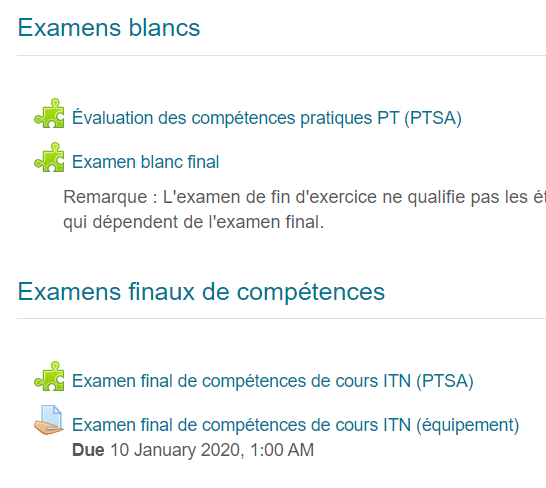 Examens blancs
Évaluation des compétences pratiques PT (PTSA)
Examen blanc final
Remarque : L'examen de fin d'exercice ne qualifie pas les
qui dépendent de l'examen final.
Examens finaux de compétences
Examen final de compétences de cours ITN (PTSA)
Examen final de compétences de cours ITN (équipement)
Due 10 January 2020, 1:00 AM